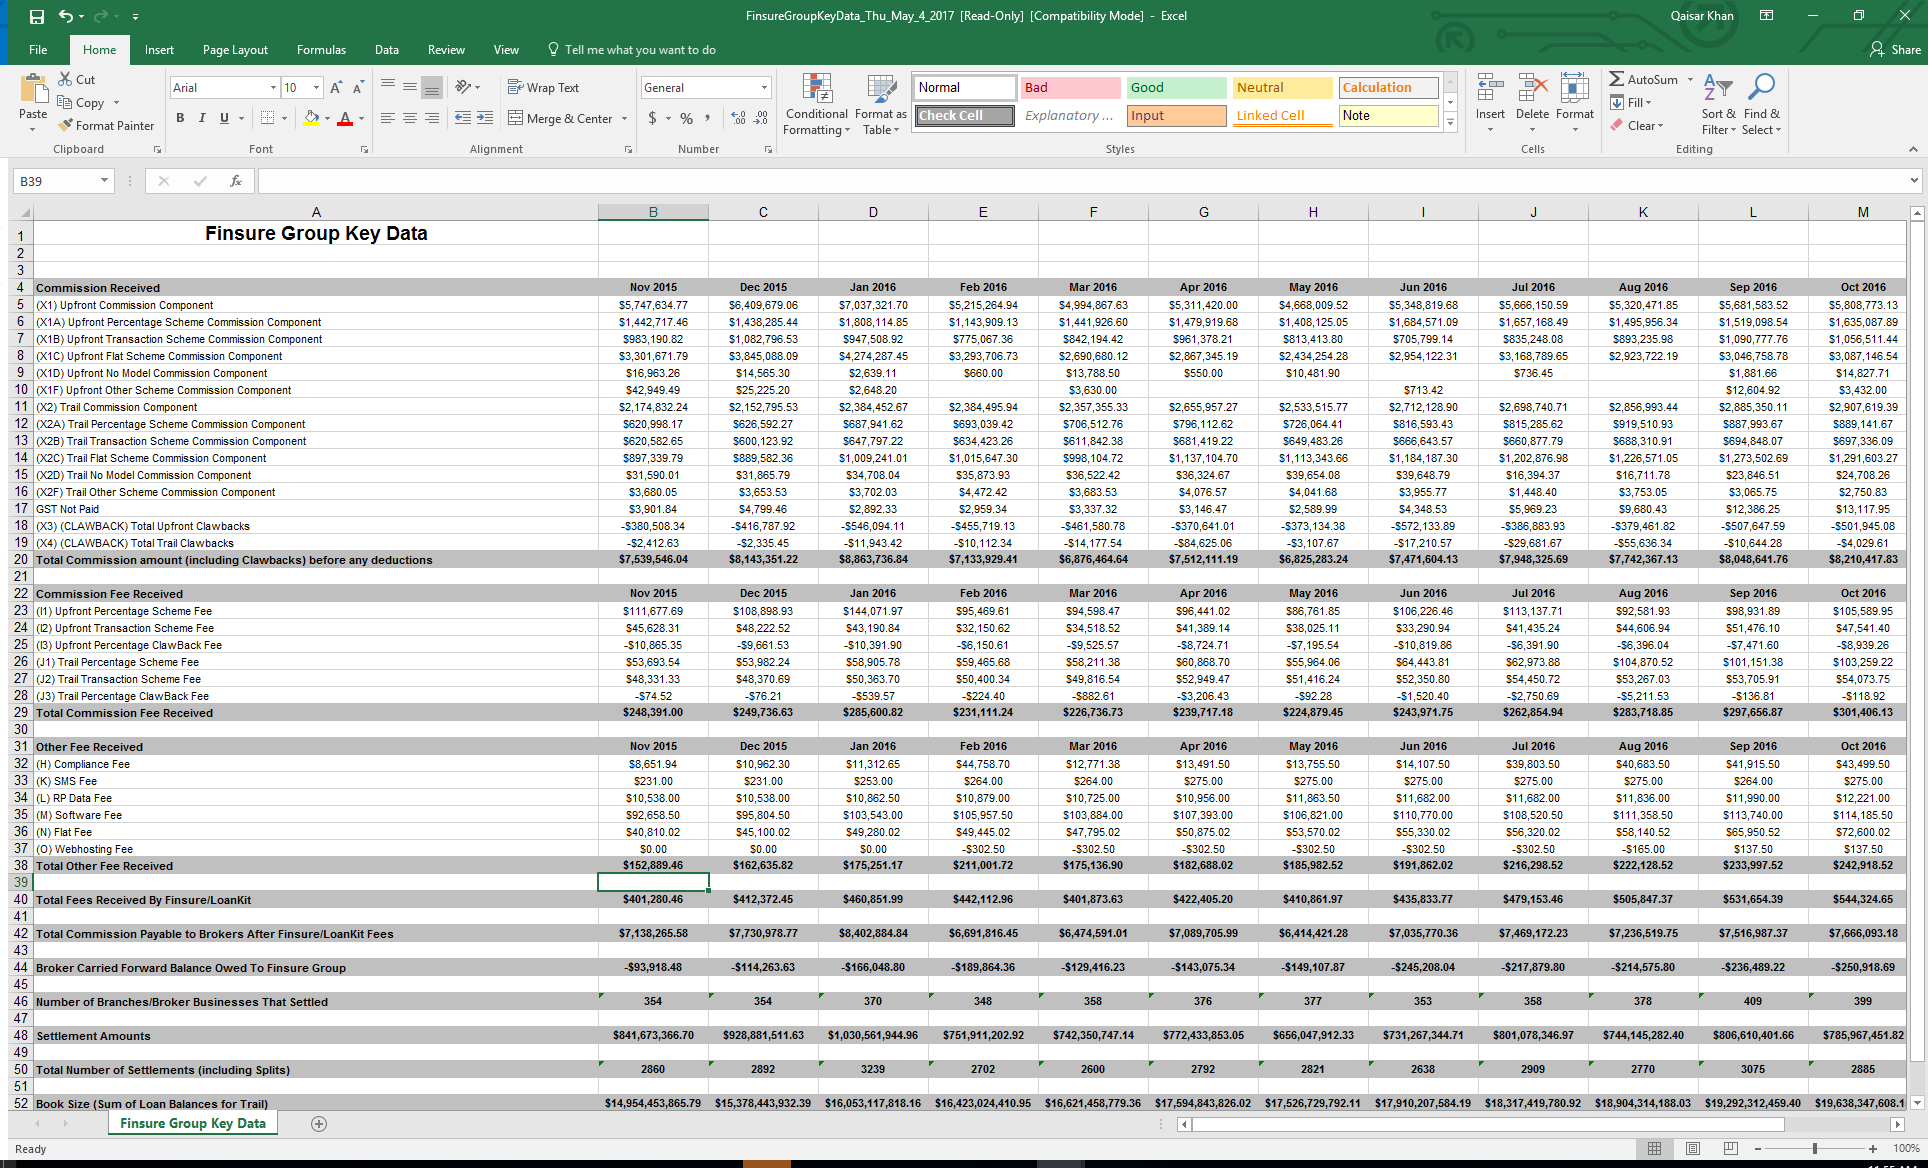 FinsureGroupKeyData_Thu_May_4_2017 [Read-Only] [Compatibility Mode] - Excel
Qaisar Khan
File Home Insert Page Layout Formulas Data Review View Tell me what you want to do Share
Cut
Copy
Format Painter
Paste
Arial 10
B I U
Wrap Text
Merge & Center
General
$ % ,
Conditional Formatting
Format as Table
Normal Bad Good Neutral Calculation
Check Cell Explanatory ... Input Linked Cell Note
Insert Delete Format
AutoSum
Fill
Clear
Sort & Filter
Find & Select
Clipboard Font Alignment Number Styles Cells Editing
B39 fx
A B C D E F G H I J K L M
1 Finsure Group Key Data
2
3
4 Commission Received Nov 2015 Dec 2015 Jan 2016 Feb 2016 Mar 2016 Apr 2016 May 2016 Jun 2016 Jul 2016 Aug 2016 Sep 2016 Oct 2016
5 (X1) Upfront Commission Component $5,747,634.77 $6,409,679.06 $7,037,321.70 $5,215,264.94 $4,994,867.63 $5,311,420.00 $4,668,009.52 $5,348,819.68 $5,666,150.59 $5,320,471.85 $5,681,583.52 $5,808,773.13
6 (X1A) Upfront Percentage Scheme Commission Component $1,442,717.46 $1,438,285.44 $1,808,114.85 $1,143,909.13 $1,441,926.60 $1,479,919.68 $1,408,125.05 $1,684,571.09 $1,657,168.49 $1,495,956.34 $1,519,098.54 $1,635,087.89
7 (X1B) Upfront Transaction Scheme Commission Component $983,190.82 $1,082,796.53 $947,508.92 $775,067.36 $842,194.42 $961,378.21 $813,413.80 $705,799.14 $835,248.08 $893,235.98 $1,090,777.76 $1,056,511.44
8 (X1C) Upfront Flat Scheme Commission Component $3,301,671.79 $3,845,088.09 $4,274,287.45 $3,293,706.73 $2,690,680.12 $2,867,345.19 $2,434,254.28 $2,954,122.31 $3,168,789.65 $2,923,722.19 $3,046,758.78 $3,087,146.54
9 (X1D) Upfront No Model Commission Component $16,963.26 $14,565.30 $2,639.11 $660.00 $13,788.50 $550.00 $10,481.90 $736.45 $1,881.66 $14,827.71
10 (X1F) Upfront Other Scheme Commission Component $42,949.49 $25,225.20 $2,648.20 $3,630.00 $713.42 $12,604.92 $3,432.00
11 (X2) Trail Commission Component $2,174,832.24 $2,152,795.53 $2,384,452.67 $2,384,495.94 $2,357,355.33 $2,655,957.27 $2,533,515.77 $2,712,128.90 $2,698,740.71 $2,856,993.44 $2,885,350.11 $2,907,619.39
12 (X2A) Trail Percentage Scheme Commission Component $620,998.17 $626,592.27 $687,941.62 $693,039.42 $706,512.76 $796,112.62 $726,064.41 $816,593.43 $815,285.62 $919,510.93 $887,993.67 $889,141.67
13 (X2B) Trail Transaction Scheme Commission Component $620,582.65 $600,123.92 $647,797.22 $634,423.26 $611,842.38 $681,419.22 $649,483.26 $666,643.57 $660,877.79 $688,310.91 $694,848.07 $697,336.09
14 (X2C) Trail Flat Scheme Commission Component $897,339.79 $889,582.36 $1,009,241.01 $1,015,647.30 $998,104.72 $1,137,104.70 $1,113,343.66 $1,184,187.30 $1,202,876.98 $1,226,571.05 $1,273,502.69 $1,291,603.27
15 (X2D) Trail No Model Commission Component $31,590.01 $31,865.79 $34,708.04 $35,873.93 $36,522.42 $36,324.67 $39,654.08 $39,648.79 $16,394.37 $16,711.78 $23,846.51 $24,708.26
16 (X2F) Trail Other Scheme Commission Component $3,680.05 $3,653.53 $3,702.03 $4,472.42 $3,683.53 $4,076.57 $4,041.68 $3,955.77 $1,448.40 $3,753.05 $3,065.75 $2,750.83
17 GST Not Paid $3,901.84 $4,799.46 $2,892.33 $2,959.34 $3,337.32 $3,146.47 $2,589.99 $4,348.53 $5,969.23 $9,680.43 $12,386.25 $13,117.95
18 (X3) (CLAWBACK) Total Upfront Clawbacks -$380,508.34 -$416,787.92 -$546,094.11 -$455,719.13 -$461,580.78 -$370,641.01 -$373,134.38 -$572,133.89 -$386,883.93 -$379,461.82 -$507,647.59 -$501,945.08
19 (X4) (CLAWBACK) Total Trail Clawbacks -$2,412.63 -$2,335.45 -$11,943.42 -$10,112.34 -$14,177.54 -$84,625.06 -$3,107.67 -$17,210.57 -$29,681.67 -$55,636.34 -$10,644.28 -$4,029.61
20 Total Commission amount (including Clawbacks) before any deductions $7,539,546.04 $8,143,351.22 $8,863,736.84 $7,133,929.41 $6,876,464.64 $7,512,111.19 $6,825,283.24 $7,471,604.13 $7,948,325.69 $7,742,367.13 $8,048,641.76 $8,210,417.83
21
22 Commission Fee Received Nov 2015 Dec 2015 Jan 2016 Feb 2016 Mar 2016 Apr 2016 May 2016 Jun 2016 Jul 2016 Aug 2016 Sep 2016 Oct 2016
23 (I1) Upfront Percentage Scheme Fee $111,677.69 $108,898.93 $144,071.97 $95,469.61 $94,598.47 $96,441.02 $86,761.85 $106,226.46 $113,137.71 $92,581.93 $98,931.89 $105,589.95
24 (I2) Upfront Transaction Scheme Fee $45,628.31 $48,222.52 $43,190.84 $32,150.62 $34,518.52 $41,389.14 $38,025.11 $33,290.94 $41,435.24 $44,606.94 $51,476.10 $47,541.40
25 (I3) Upfront Percentage ClawBack Fee -$10,865.35 -$9,661.53 -$10,391.90 -$6,150.61 -$9,525.57 -$8,724.71 -$7,195.54 -$10,819.86 -$6,391.90 -$6,396.04 -$7,471.60 -$8,939.26
26 (J1) Trail Percentage Scheme Fee $53,693.54 $53,982.24 $58,905.78 $59,465.68 $58,211.38 $60,868.70 $55,964.06 $64,443.81 $62,973.88 $104,870.52 $101,151.38 $103,259.22
27 (J2) Trail Transaction Scheme Fee $48,331.33 $48,370.69 $50,363.70 $50,400.34 $49,816.54 $52,949.47 $51,416.24 $52,350.80 $54,450.72 $53,267.03 $53,705.91 $54,073.75
28 (J3) Trail Percentage ClawBack Fee -$74.52 -$76.21 -$539.57 -$224.40 -$882.61 -$3,206.43 -$92.28 -$1,520.40 -$2,750.69 -$5,211.53 -$136.81 -$118.92
29 Total Commission Fee Received $248,391.00 $249,736.63 $285,600.82 $231,111.24 $226,736.73 $239,717.18 $224,879.45 $243,971.75 $262,854.94 $283,718.85 $297,656.87 $301,406.13
30
31 Other Fee Received Nov 2015 Dec 2015 Jan 2016 Feb 2016 Mar 2016 Apr 2016 May 2016 Jun 2016 Jul 2016 Aug 2016 Sep 2016 Oct 2016
32 (H) Compliance Fee $8,651.94 $10,962.30 $11,312.65 $44,758.70 $12,771.38 $13,491.50 $13,755.50 $14,107.50 $39,803.50 $40,683.50 $41,915.50 $43,499.50
33 (K) SMS Fee $231.00 $231.00 $253.00 $264.00 $264.00 $275.00 $275.00 $275.00 $275.00 $275.00 $264.00 $275.00
34 (L) RP Data Fee $10,538.00 $10,538.00 $10,862.50 $10,879.00 $10,725.00 $10,956.00 $11,863.50 $11,682.00 $11,682.00 $11,836.00 $11,990.00 $12,221.00
35 (M) Software Fee $92,658.50 $95,804.50 $103,543.00 $105,957.50 $103,884.00 $107,393.00 $106,821.00 $110,770.00 $108,520.50 $111,358.50 $113,740.00 $114,185.50
36 (N) Flat Fee $40,810.02 $45,100.02 $49,280.02 $49,445.02 $47,795.02 $50,875.02 $53,570.02 $55,330.02 $56,320.02 $58,140.52 $65,950.52 $72,600.02
37 (O) Webhosting Fee $0.00 $0.00 $0.00 -$302.50 -$302.50 -$302.50 -$302.50 -$302.50 -$302.50 -$165.00 $137.50 $137.50
38 Total Other Fee Received $152,889.46 $162,635.82 $175,251.17 $211,001.72 $175,136.90 $182,688.02 $185,982.52 $191,862.02 $216,298.52 $222,128.52 $233,997.52 $242,918.52
39
40 Total Fees Received By Finsure/LoanKit $401,280.46 $412,372.45 $460,851.99 $442,112.96 $401,873.63 $422,405.20 $410,861.97 $435,833.77 $479,153.46 $505,847.37 $531,654.39 $544,324.65
41
42 Total Commission Payable to Brokers After Finsure/LoanKit Fees $7,138,265.58 $7,730,978.77 $8,402,884.84 $6,691,816.45 $6,474,591.01 $7,089,705.99 $6,414,421.28 $7,035,770.36 $7,469,172.23 $7,236,519.75 $7,516,987.37 $7,666,093.18
43
44 Broker Carried Forward Balance Owed To Finsure Group -$93,918.48 -$114,263.63 -$166,048.80 -$189,864.36 -$129,416.23 -$143,075.34 -$149,107.87 -$245,208.04 -$217,879.80 -$214,575.80 -$236,489.22 -$250,918.69
45
46 Number of Branches/Broker Businesses That Settled 354 354 370 348 358 376 377 353 358 378 409 399
47
48 Settlement Amounts $841,673,366.70 $928,881,511.63 $1,030,561,944.96 $751,911,202.92 $742,350,747.14 $772,433,853.05 $656,047,912.33 $731,267,344.71 $801,078,346.97 $744,145,282.40 $806,610,401.66 $785,967,451.82
49
50 Total Number of Settlements (including Splits) 2860 2892 3239 2702 2600 2792 2821 2638 2909 2770 3075 2885
51
52 Book Size (Sum of Loan Balances for Trail) $14,954,453,865.79 $15,378,443,932.39 $16,053,117,818.16 $16,423,024,410.95 $16,621,458,779.36 $17,594,843,826.02 $17,526,729,792.11 $17,910,207,584.19 $18,317,419,780.92 $18,904,314,188.03 $19,292,312,459.40 $19,638,347,608.1
Finsure Group Key Data
Ready 100%